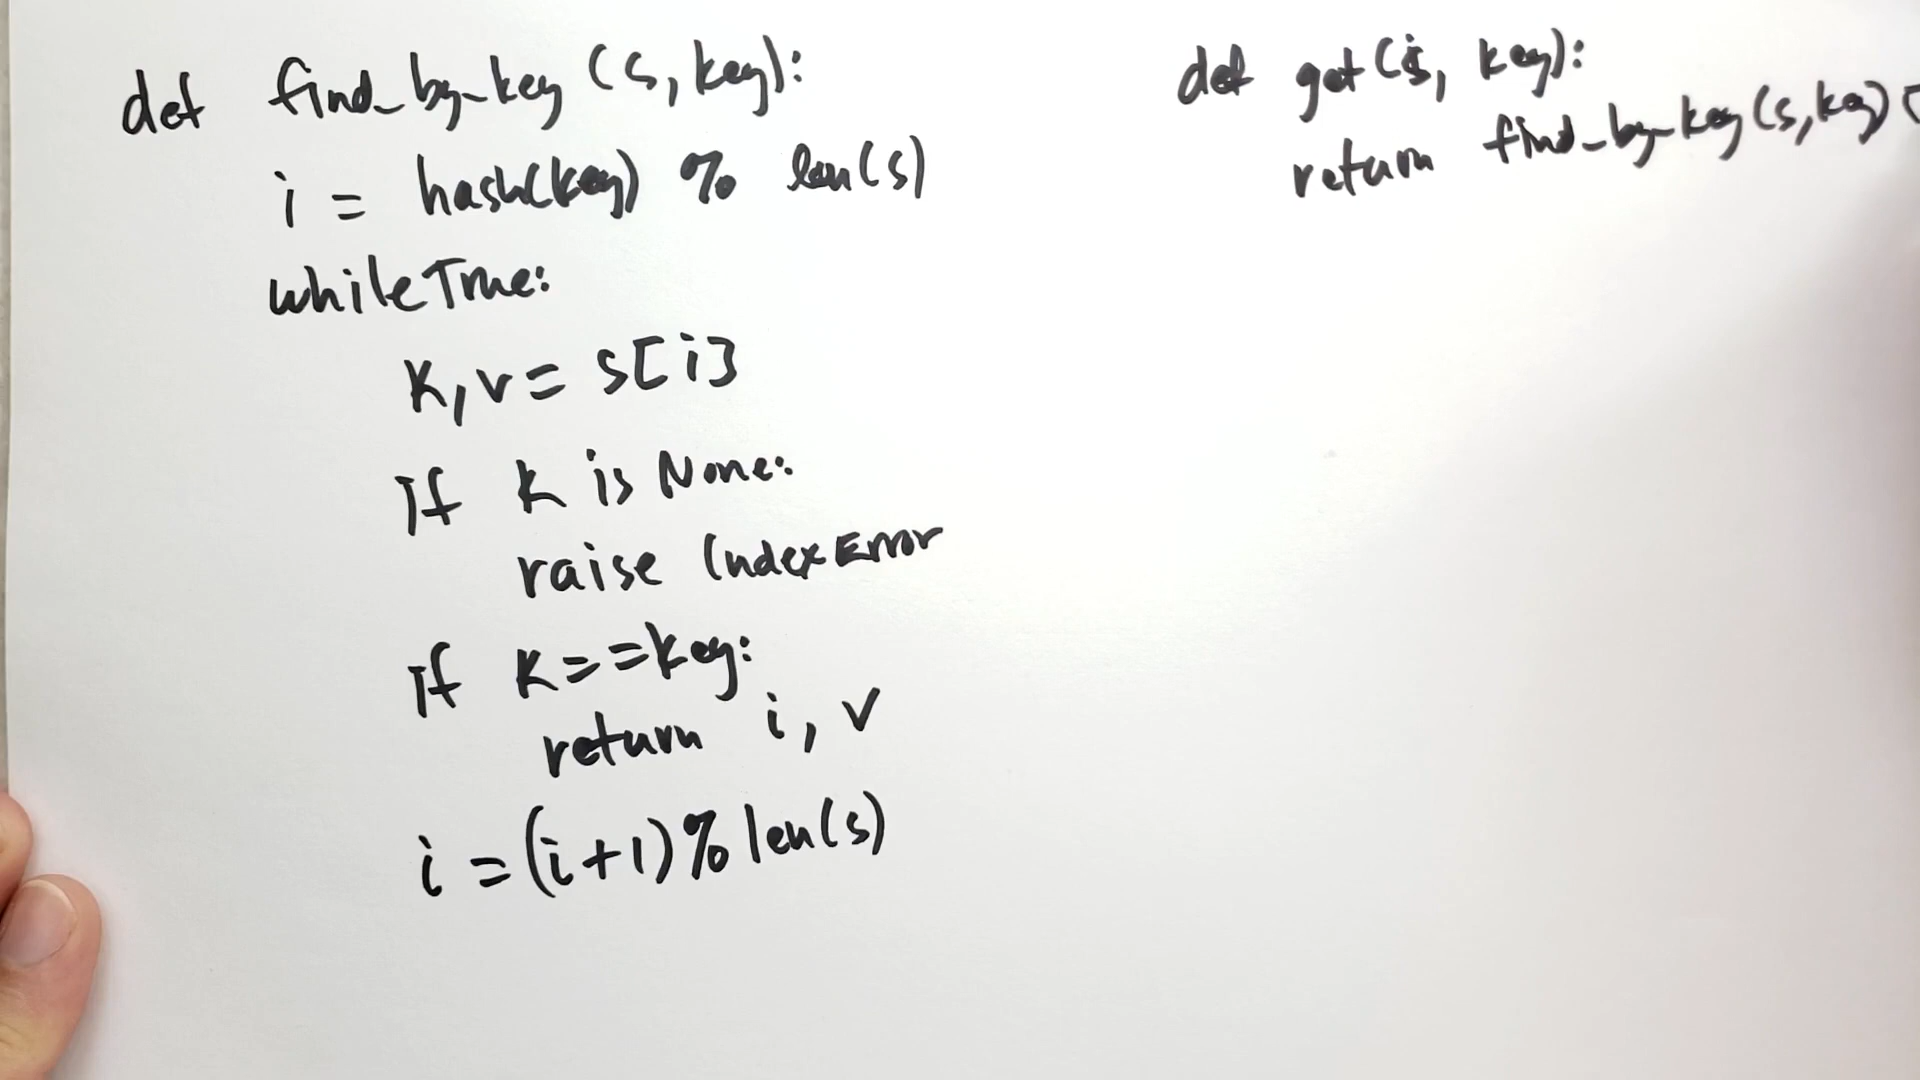 def find_by_key (s, key):
i = hash(key) % len(s)
while True:
k, v = s[i]
if k is None:
raise IndexError
if k == key:
return i, v
i = (i+1) % len(s)
def get(s, key):
return find_by_key(s, key)[